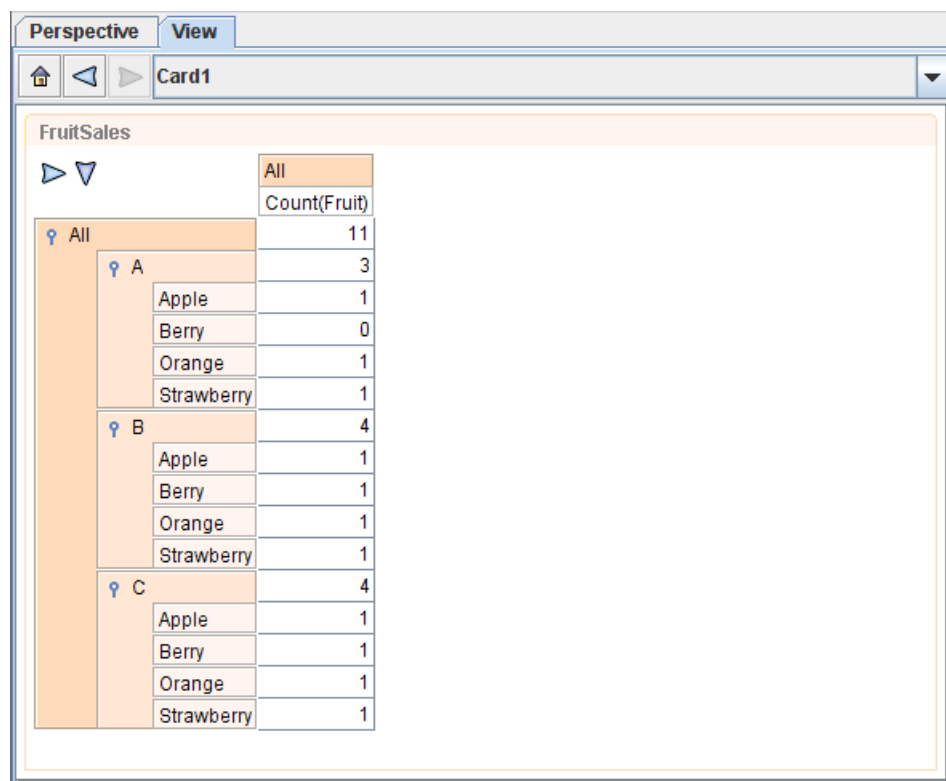 Perspective View
Card1
FruitSales
All
Count(Fruit)
All 11
A 3
Apple 1
Berry 0
Orange 1
Strawberry 1
B 4
Apple 1
Berry 1
Orange 1
Strawberry 1
C 4
Apple 1
Berry 1
Orange 1
Strawberry 1